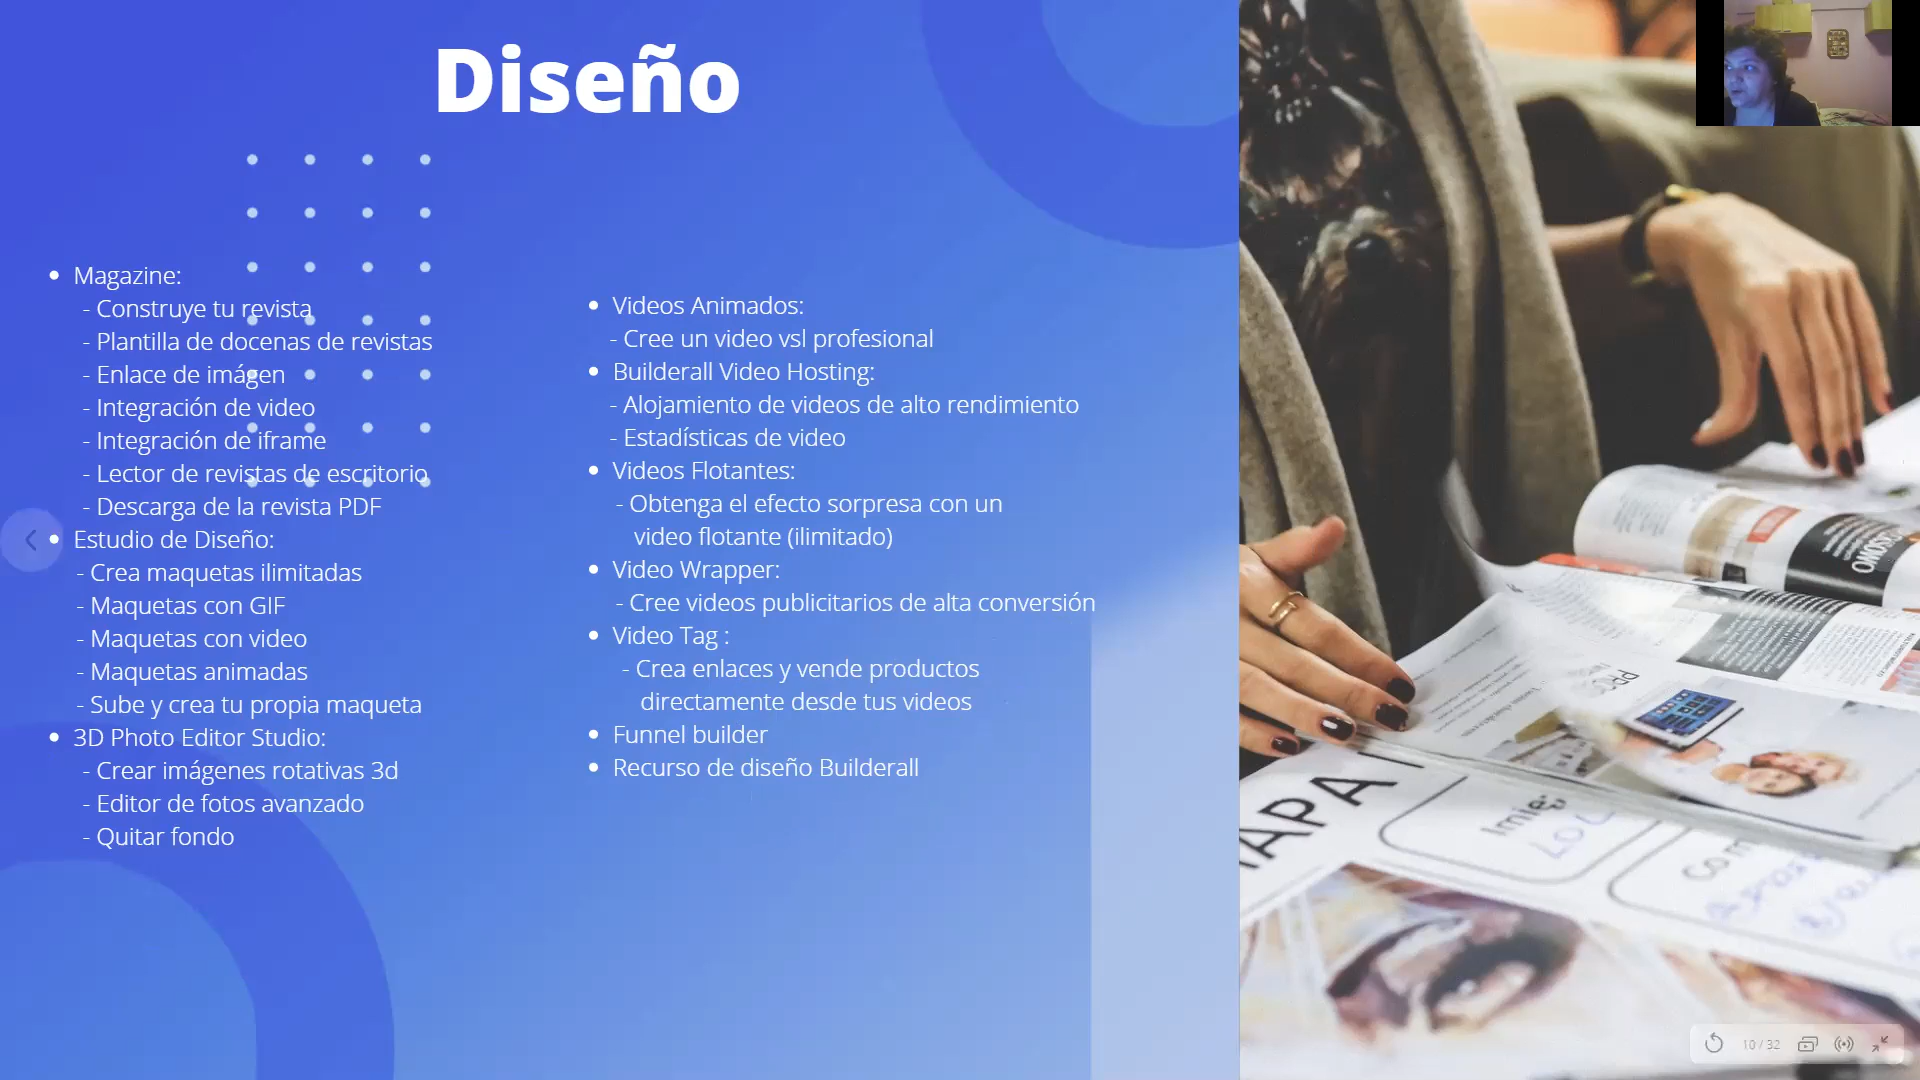 Diseño
• Magazine:
- Construye tu revista
- Plantilla de docenas de revistas
- Enlace de imágen
- Integración de video
- Integración de iframe
- Lector de revistas de escritorio
- Descarga de la revista PDF
• Estudio de Diseño:
- Crea maquetas ilimitadas
- Maquetas con GIF
- Maquetas con video
- Maquetas animadas
- Sube y crea tu propia maqueta
• 3D Photo Editor Studio:
- Crear imágenes rotativas 3d
- Editor de fotos avanzado
- Quitar fondo
• Videos Animados:
- Cree un video vsl profesional
• Builderall Video Hosting:
- Alojamiento de videos de alto rendimiento
- Estadísticas de video
• Videos Flotantes:
- Obtenga el efecto sorpresa con un
video flotante (ilimitado)
• Video Wrapper:
- Cree videos publicitarios de alta conversión
• Video Tag :
- Crea enlaces y vende productos
directamente desde tus videos
• Funnel builder
• Recurso de diseño Builderall
10 / 32